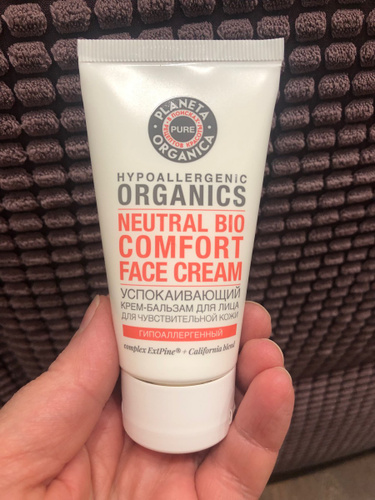 PLANETA
PURE
ORGANICA
HYPOALLERGENIC
ORGANICS
NEUTRAL BIO
COMFORT
FACE CREAM
УСПОКАИВАЮЩИЙ
КРЕМ-БАЛЬЗАМ ДЛЯ ЛИЦА
ДЛЯ ЧУВСТВИТЕЛЬНОЙ КОЖИ
ГИПОАЛЛЕРГЕННЫЙ
complex ExtPine® + California blend